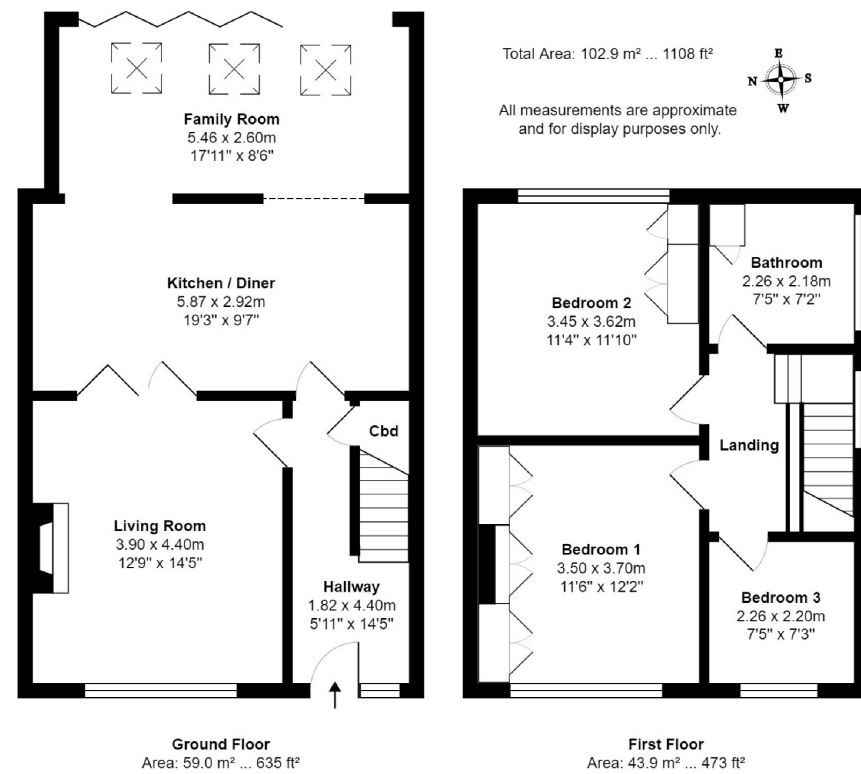 Total Area: 102.9 m² ... 1108 ft²
E
N
S
W
All measurements are approximate
and for display purposes only.
Family Room
5.46 x 2.60m
17'11" x 8'6"
Kitchen / Diner
5.87 x 2.92m
19'3" x 9'7"
Cbd
Living Room
3.90 x 4.40m
12'9" x 14'5"
Hallway
1.82 x 4.40m
5'11" x 14'5"
Ground Floor
Area: 59.0 m² ... 635 ft²
Bedroom 2
3.45 x 3.62m
11'4" x 11'10"
Bathroom
2.26 x 2.18m
7'5" x 7'2"
Landing
Bedroom 1
3.50 x 3.70m
11'6" x 12'2"
Bedroom 3
2.26 x 2.20m
7'5" x 7'3"
First Floor
Area: 43.9 m² ... 473 ft²